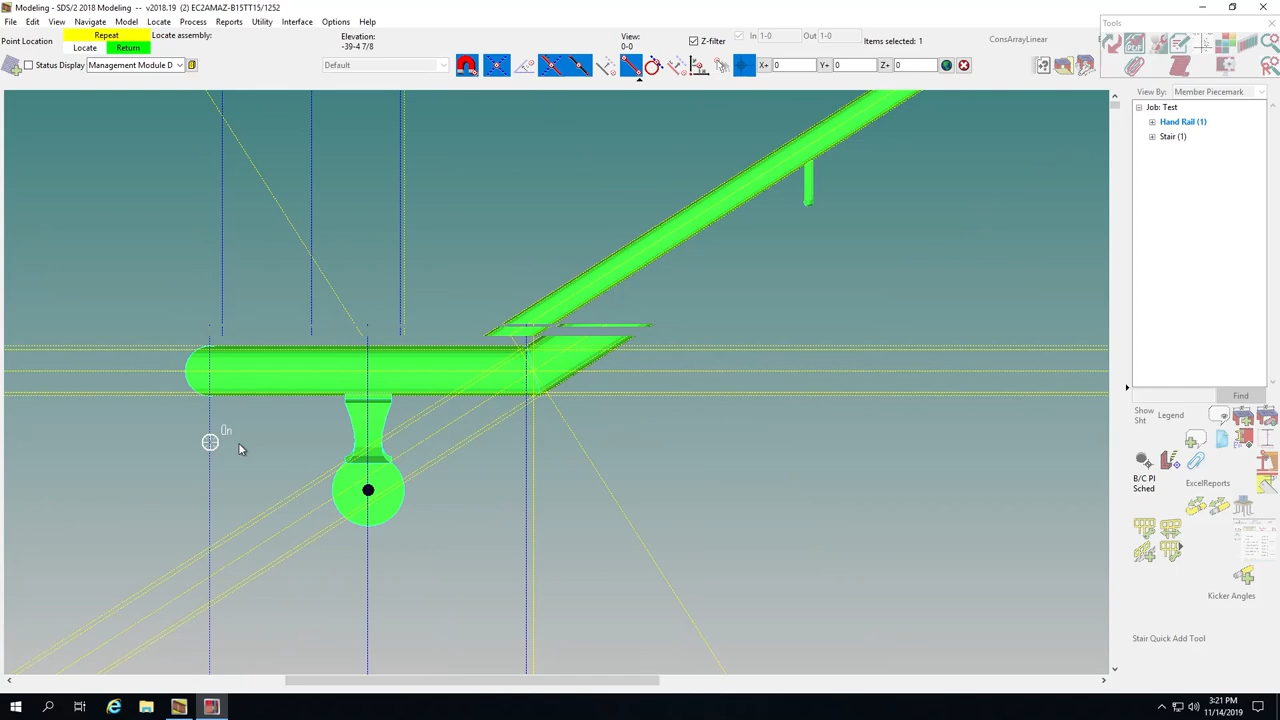 Modeling - SDS/2 2018 Modeling -- v2018.19 (2) EC2AMAZ-B15TT15/1252
File Edit View Navigate Model Locate Process Reports Utility Interface Options Help
Point Location
Repeat
Locate
Return
Locate assembly:
Elevation:
-39-4 7/8
View:
0-0
Z-filter
In 1-0
Out 1-0
Items selected: 1
ConsArrayLinear
Tools
Status Display
Management Module D
Default
X+ 0
Y+ 0
Z+ 0
View By:
Member Piecemark
Job: Test
Hand Rail (1)
Stair (1)
Find
Show
Sht
Legend
B/C Pl
Sched
ExcelReports
Kicker Angles
Stair Quick Add Tool
On
3:21 PM
11/14/2019